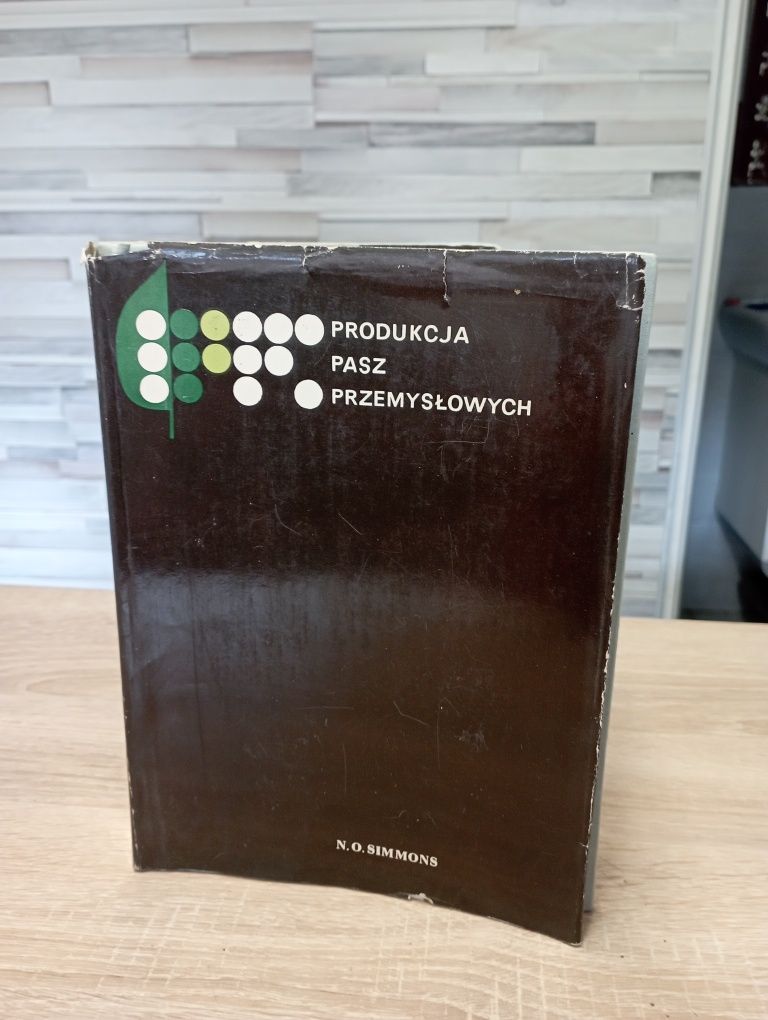 PRODUKCJA
PASZ
PRZEMYSŁOWYCH
N. O. SIMMONS